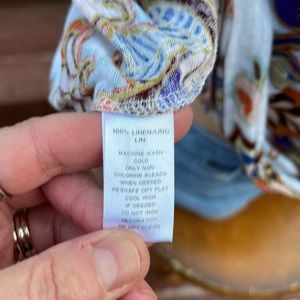 100% LINEN/LINO
LIN:
MACHINE WASH
COLD
ONLY NON-
CHLORINE BLEACH
WHEN NEEDED
RESHAPE DRY FLAT
COOL IRON
IF NEEDED
DO NOT IRON
DECORATION
OR DRY CLEAN